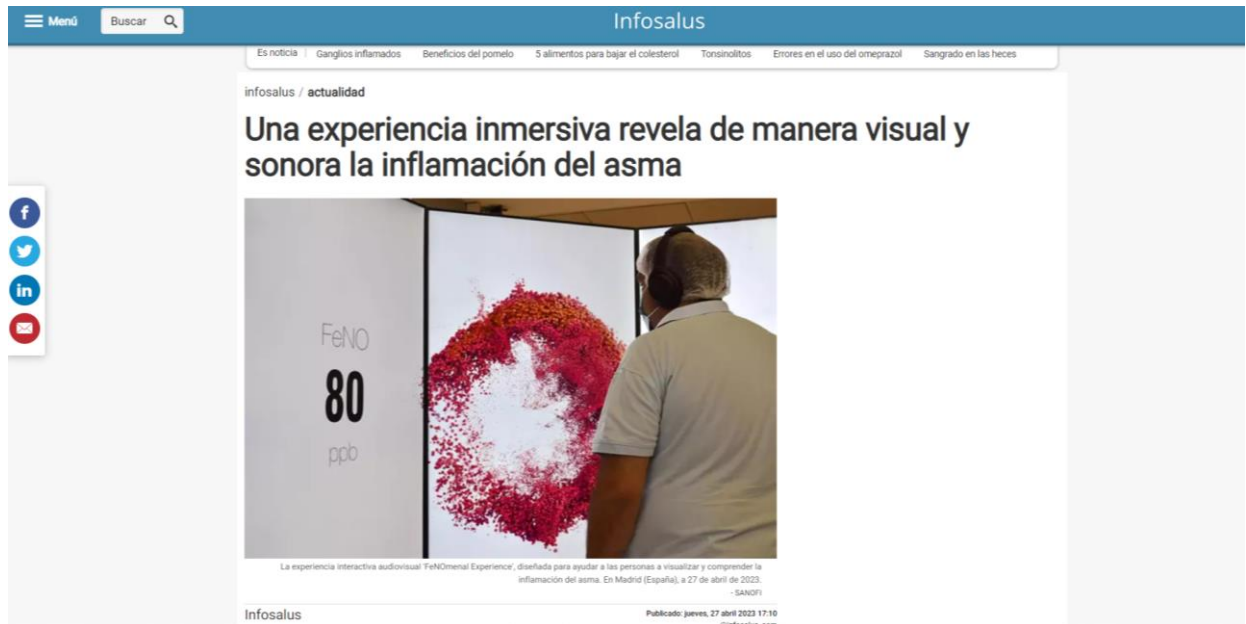 Menú
Buscar
Infosalus
Es noticia
Ganglios inflamados
Beneficios del pomelo
5 alimentos para bajar el colesterol
Tonsinolitos
Errores en el uso del omeprazol
Sangrado en las heces
infosalus / actualidad
Una experiencia inmersiva revela de manera visual y
sonora la inflamación del asma
FeNO
80
ppb
La experiencia interactiva audiovisual 'FeNOmenal Experience', diseñada para ayudar a las personas a visualizar y comprender la
inflamación del asma. En Madrid (España), a 27 de abril de 2023.
- SANOFI
Infosalus
Publicado: jueves, 27 abril 2023 17:10